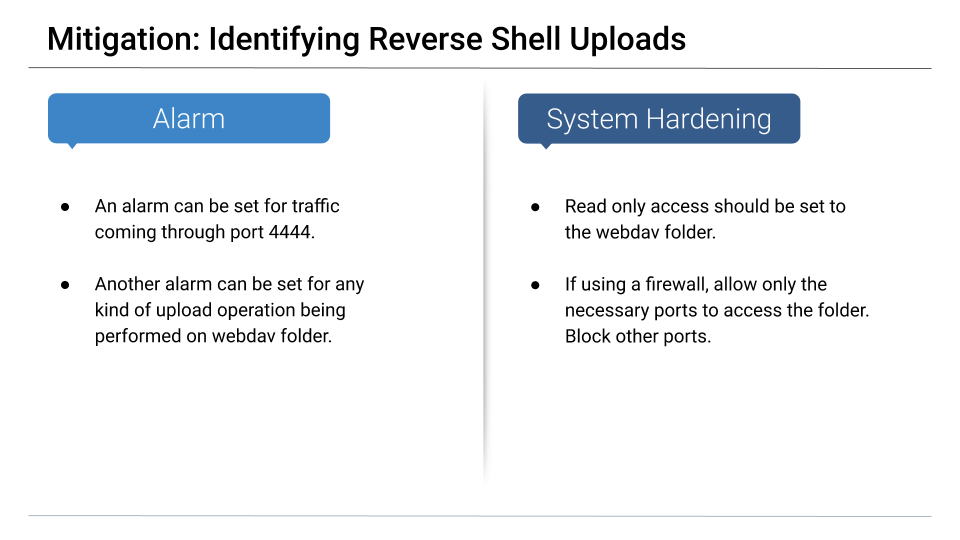 Mitigation: Identifying Reverse Shell Uploads
Alarm
● An alarm can be set for traffic
coming through port 4444.
● Another alarm can be set for any
kind of upload operation being
performed on webdav folder.
System Hardening
● Read only access should be set to
the webdav folder.
● If using a firewall, allow only the
necessary ports to access the folder.
Block other ports.